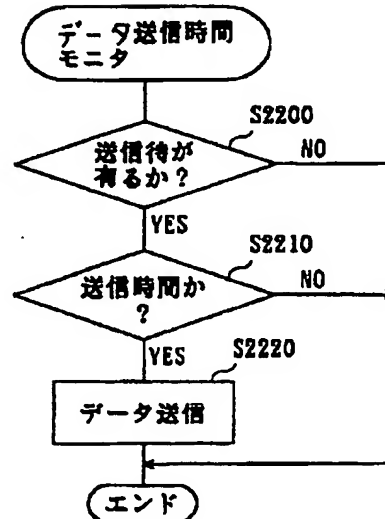 データ送信時間
モニタ
S2200
送信待が
有るか？
NO
YES
S2210
送信時間か
？
NO
YES
S2220
データ送信
エンド